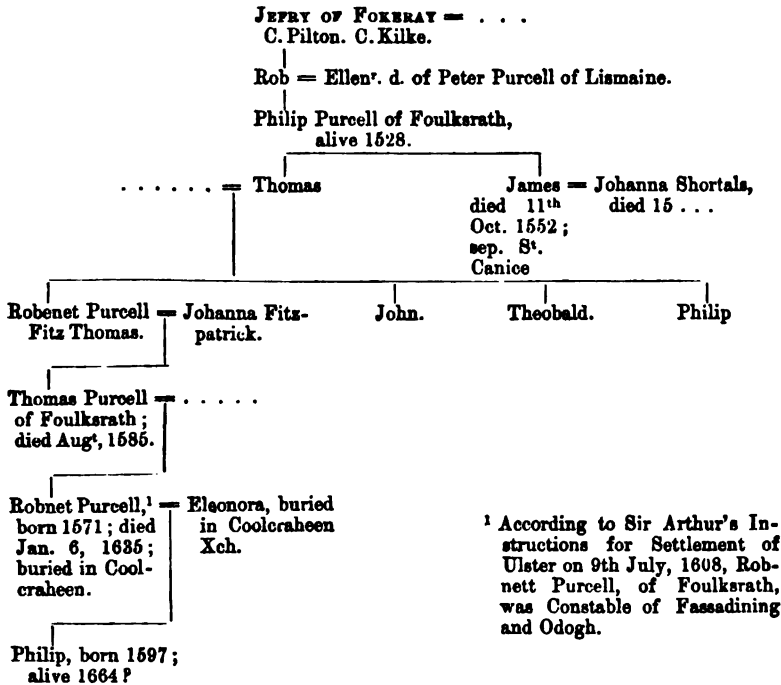 JEFRY OF FOKERAY = . . .
C. Pilton. C. Kilke.
Rob = Ellenʳ. d. of Peter Purcell of Lismaine.
Philip Purcell of Foulksrath,
alive 1528.
. . . . . . = Thomas
James = Johanna Shortals,
died 11ᵗʰ
died 15 . . .
Oct. 1552 ;
sep. Sᵗ.
Canice
Robenet Purcell = Johanna Fitz-
Fitz Thomas.
patrick.
John.
Theobald.
Philip
Thomas Purcell = . . . . .
of Foulksrath ;
died Augᵗ, 1585.
Robnet Purcell,¹ = Eleonora, buried
born 1571 ; died
in Coolcraheen
Jan. 6, 1635 ;
Xch.
buried in Cool-
craheen.
¹ According to Sir Arthur's In-
structions for Settlement of
Ulster on 9th July, 1608, Rob-
nett Purcell, of Foulksrath,
was Constable of Fassadining
and Odogh.
Philip, born 1597 ;
alive 1664 ?